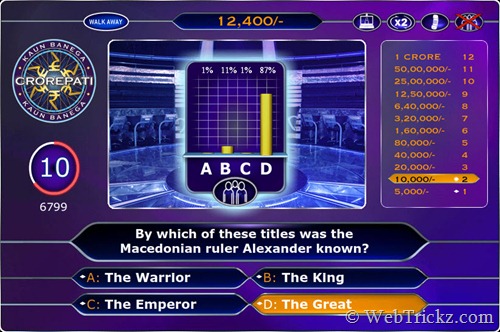 WALK AWAY
12,400/-
x2
KAUN BANEGA
CROREPATI
KAUN BANEGA
10
6799
1% 11% 1% 87%
A B C D
1 CRORE 12
50,00,000/- 11
25,00,000/- 10
12,50,000/- 9
6,40,000/- 8
3,20,000/- 7
1,60,000/- 6
80,000/- 5
40,000/- 4
20,000/- 3
10,000/- 2
5,000/- 1
By which of these titles was the
Macedonian ruler Alexander known?
A: The Warrior
B: The King
C: The Emperor
D: The Great
© WebTrickz.com